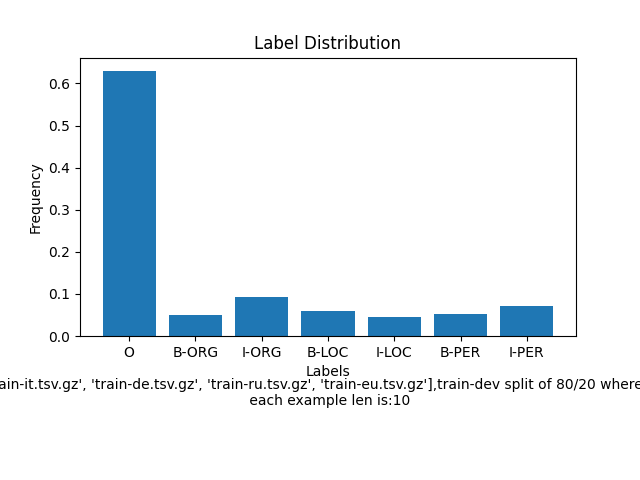 Label Distribution
Frequency
0.6
0.5
0.4
0.3
0.2
0.1
0.0
O B-ORG I-ORG B-LOC I-LOC B-PER I-PER
Labels
ain-it.tsv.gz', 'train-de.tsv.gz', 'train-ru.tsv.gz', 'train-eu.tsv.gz'],train-dev split of 80/20 where
each example len is:10